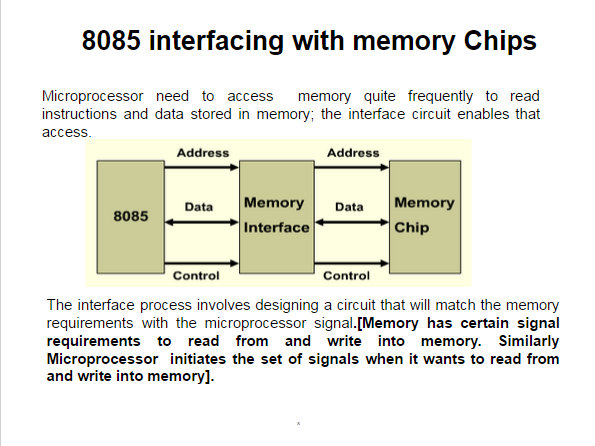 8085 interfacing with memory Chips
Microprocessor need to access memory quite frequently to read
instructions and data stored in memory; the interface circuit enables that
access.
Address Address
8085 Data Memory Interface Data Memory Chip
Control Control
The interface process involves designing a circuit that will match the memory
requirements with the microprocessor signal.[Memory has certain signal
requirements to read from and write into memory. Similarly
Microprocessor initiates the set of signals when it wants to read from
and write into memory].